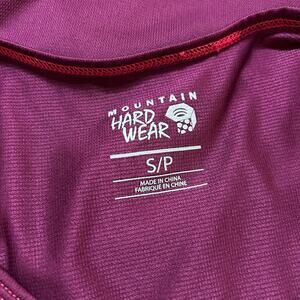 MOUNTAIN
HARD
WEAR
S/P
MADE IN CHINA
FABRIQUÉ EN CHINE